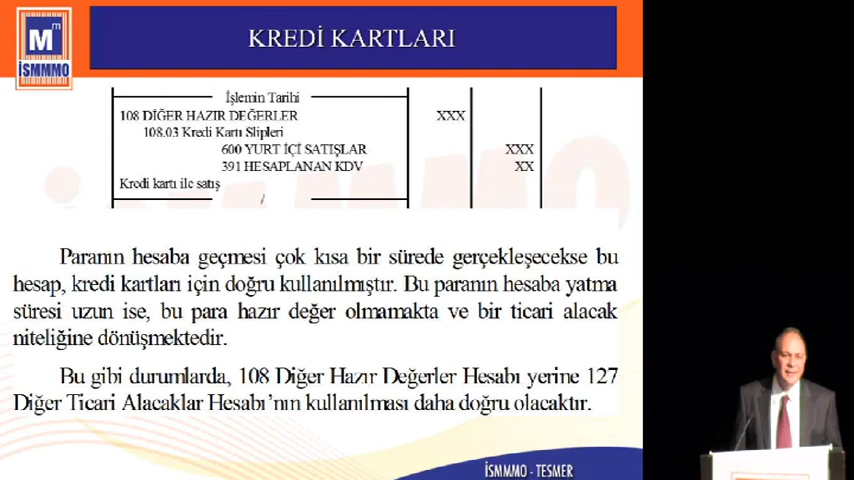 Mm
İSMMMO
KREDİ KARTLARI
İşlemin Tarihi
108 DİĞER HAZIR DEĞERLER XXX
108.03 Kredi Kartı Slipleri
600 YURT İÇİ SATIŞLAR XXX
391 HESAPLANAN KDV XX
Kredi kartı ile satış
/
Paranın hesaba geçmesi çok kısa bir sürede gerçekleşecekse bu
hesap, kredi kartları için doğru kullanılmıştır. Bu paranın hesaba yatma
süresi uzun ise, bu para hazır değer olmamakta ve bir ticari alacak
niteliğine dönüşmektedir.
Bu gibi durumlarda, 108 Diğer Hazır Değerler Hesabı yerine 127
Diğer Ticari Alacaklar Hesabı’nın kullanılması daha doğru olacaktır.
İSMMMO - TESMER